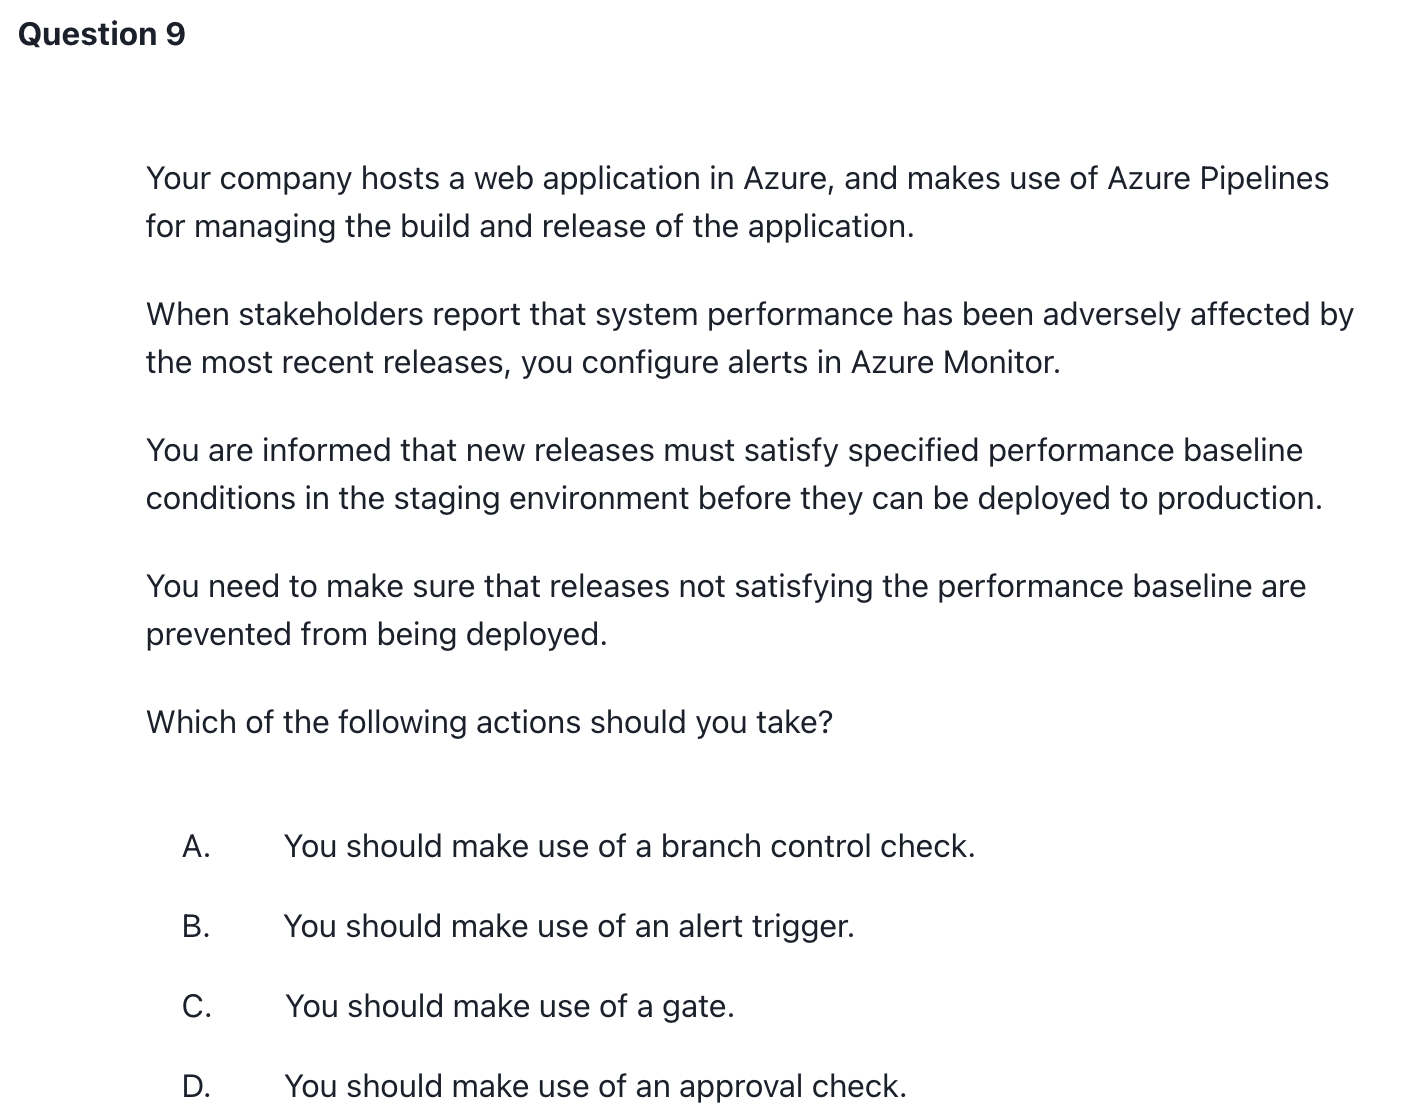 Question 9
Your company hosts a web application in Azure, and makes use of Azure Pipelines
for managing the build and release of the application.
When stakeholders report that system performance has been adversely affected by
the most recent releases, you configure alerts in Azure Monitor.
You are informed that new releases must satisfy specified performance baseline
conditions in the staging environment before they can be deployed to production.
You need to make sure that releases not satisfying the performance baseline are
prevented from being deployed.
Which of the following actions should you take?
A. You should make use of a branch control check.
B. You should make use of an alert trigger.
C. You should make use of a gate.
D. You should make use of an approval check.